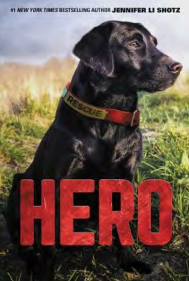 #1 NEW YORK TIMES BESTSELLING AUTHOR JENNIFER LI SHOTZ
RESCUE
HERO